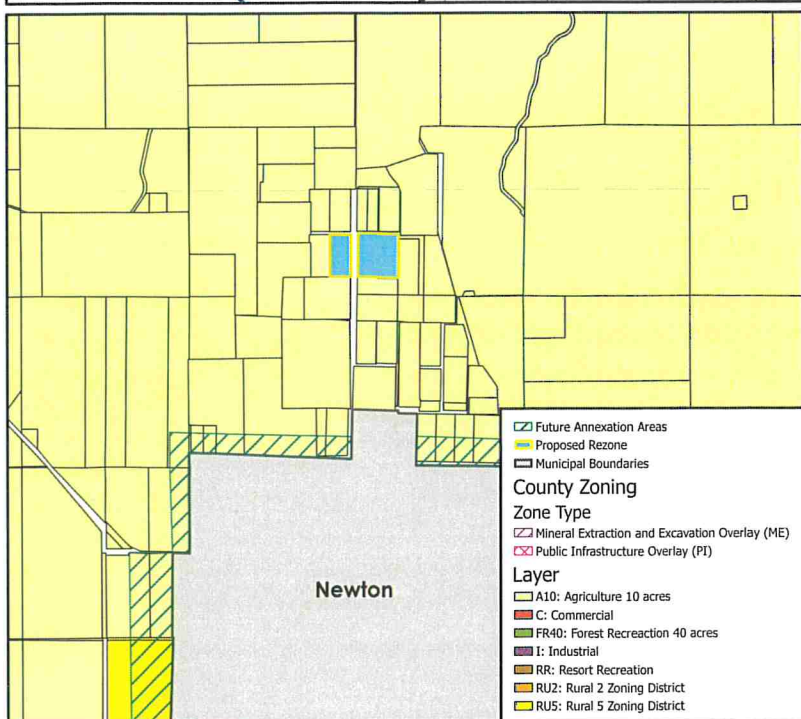 Newton
Future Annexation Areas
Proposed Rezone
Municipal Boundaries
County Zoning
Zone Type
Mineral Extraction and Excavation Overlay (ME)
Public Infrastructure Overlay (PI)
Layer
A10: Agriculture 10 acres
C: Commercial
FR40: Forest Recreaction 40 acres
I: Industrial
RR: Resort Recreation
RU2: Rural 2 Zoning District
RU5: Rural 5 Zoning District